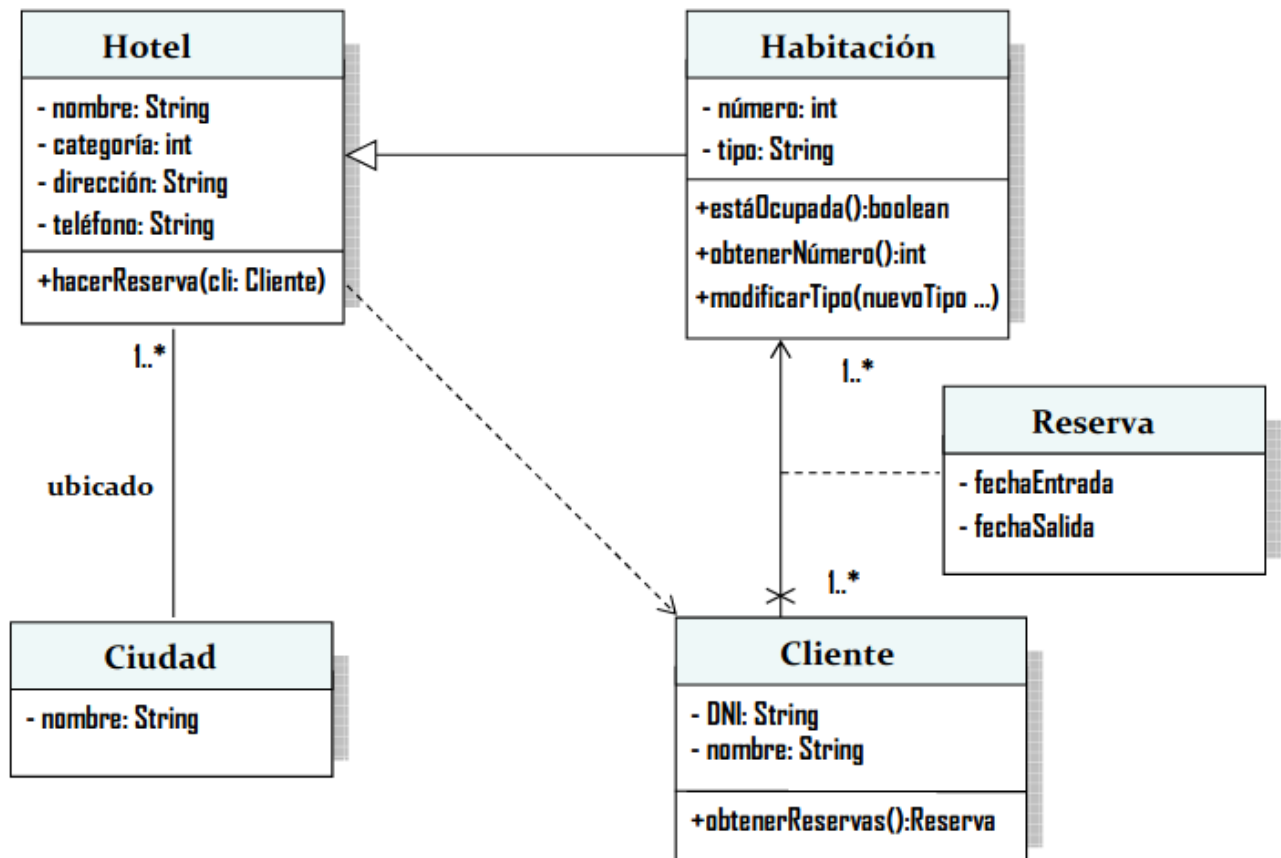 Hotel
- nombre: String
- categoría: int
- dirección: String
- teléfono: String
+hacerReserva(cli: Cliente)
Habitación
- número: int
- tipo: String
+estáOcupada():boolean
+obtenerNúmero():int
+modificarTipo(nuevoTipo ...)
1..*
1..*
Reserva
- fechaEntrada
- fechaSalida
ubicado
1..*
Ciudad
- nombre: String
Cliente
- DNI: String
- nombre: String
+obtenerReservas():Reserva